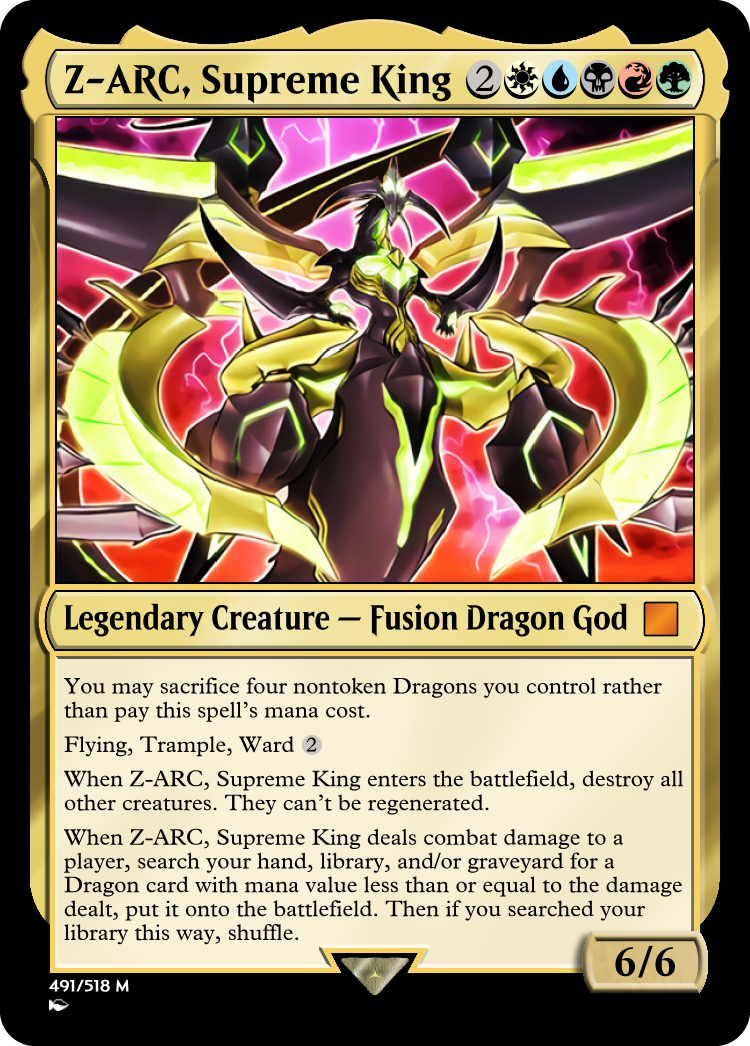 Z-ARC, Supreme King 2
Legendary Creature — Fusion Dragon God
You may sacrifice four nontoken Dragons you control rather
than pay this spell's mana cost.
Flying, Trample, Ward 2
When Z-ARC, Supreme King enters the battlefield, destroy all
other creatures. They can't be regenerated.
When Z-ARC, Supreme King deals combat damage to a
player, search your hand, library, and/or graveyard for a
Dragon card with mana value less than or equal to the damage
dealt, put it onto the battlefield. Then if you searched your
library this way, shuffle.
6/6
491/518 M